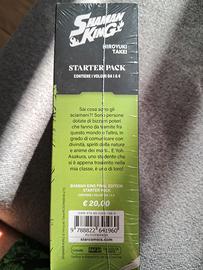 SHAMAN
KING
HIROYUKI
TAKEI
STARTER PACK
CONTIENE I VOLUMI DA 1 A 4
Sai cosa sono gli
sciamani?! Sono persone
dotate di bizzarri poteri
che fanno da tramite fra
questo mondo e l'altro, in
grado di comunicare con
divinità, spiriti della natura
e anime dei morti... E Yoh
Asakura, uno studente che
si è appena trasferito nella
mia classe, è uno di loro!
SHAMAN KING FINAL EDITION
STARTER PACK
€ 20,00
9 788822 641960
starcomics.com